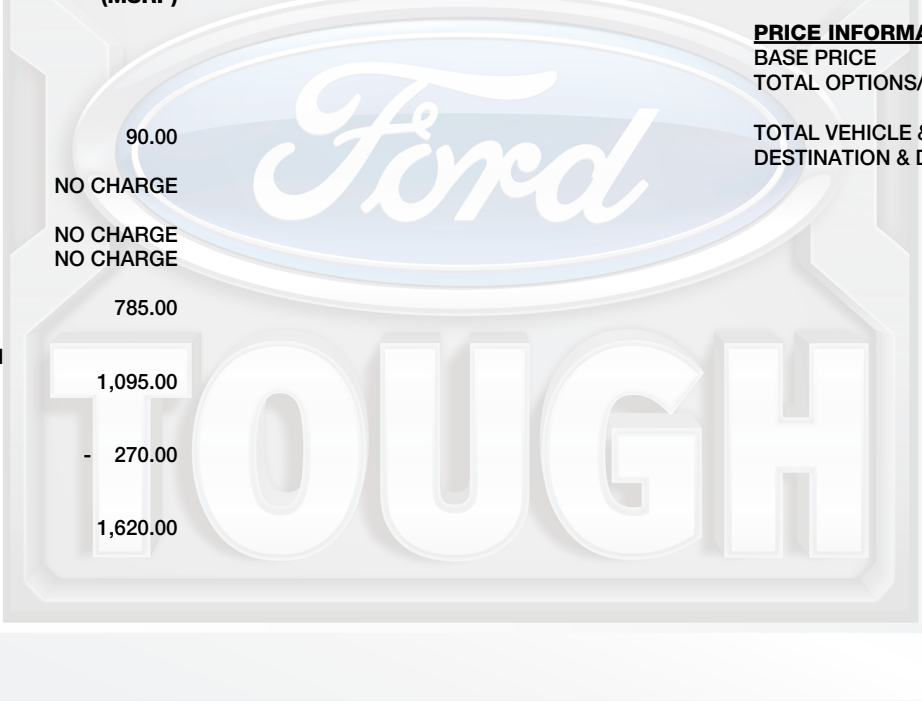 (MSRP)
90.00
NO CHARGE
NO CHARGE
NO CHARGE
785.00
1,095.00
- 270.00
1,620.00
PRICE INFORMA
BASE PRICE
TOTAL OPTIONS/
TOTAL VEHICLE &
DESTINATION & D
Ford
TOUGH